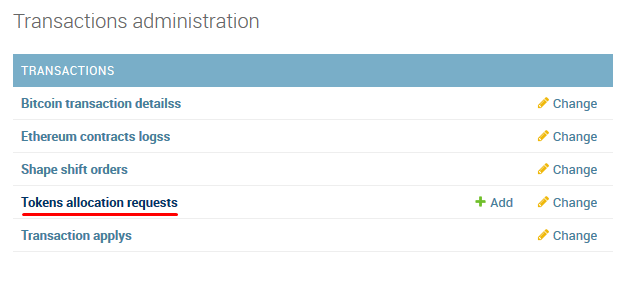 Transactions administration
TRANSACTIONS
Bitcoin transaction detailss Change
Ethereum contracts logss Change
Shape shift orders Change
Tokens allocation requests Add Change
Transaction applys Change